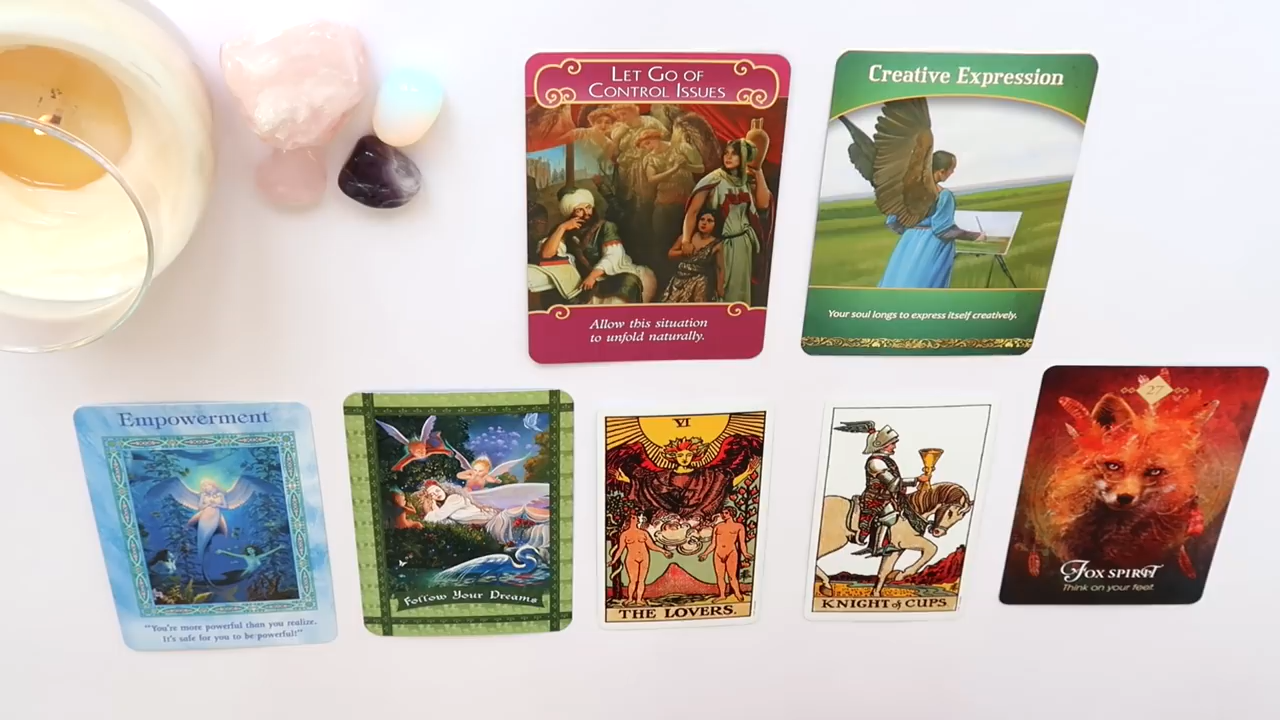 LET GO OF
CONTROL ISSUES
Allow this situation
to unfold naturally.
Creative Expression
Your soul longs to express itself creatively.
Empowerment
"You're more powerful than you realize.
It's safe for you to be powerful!"
Follow Your Dreams
VI
THE LOVERS.
KNIGHT of CUPS.
27
FOX SPIRIT
Think on your feet